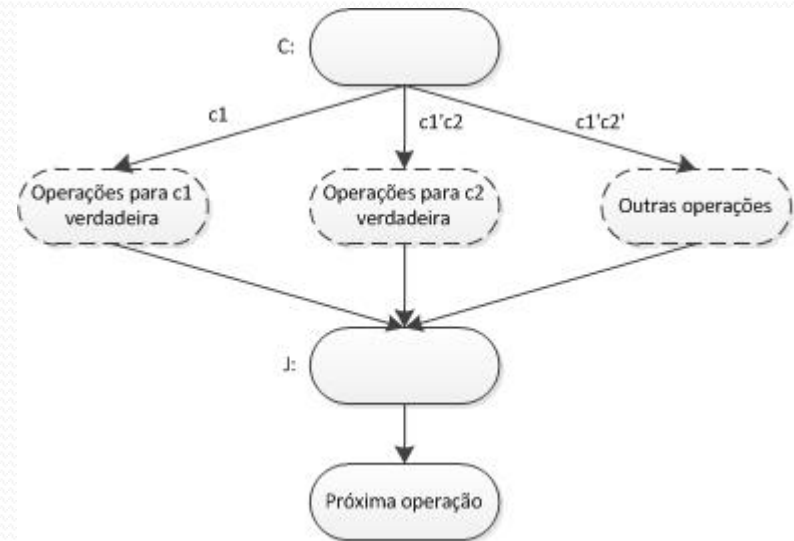 C:
c1
c1'c2
c1'c2'
Operações para c1
verdadeira
Operações para c2
verdadeira
Outras operações
J:
Próxima operação